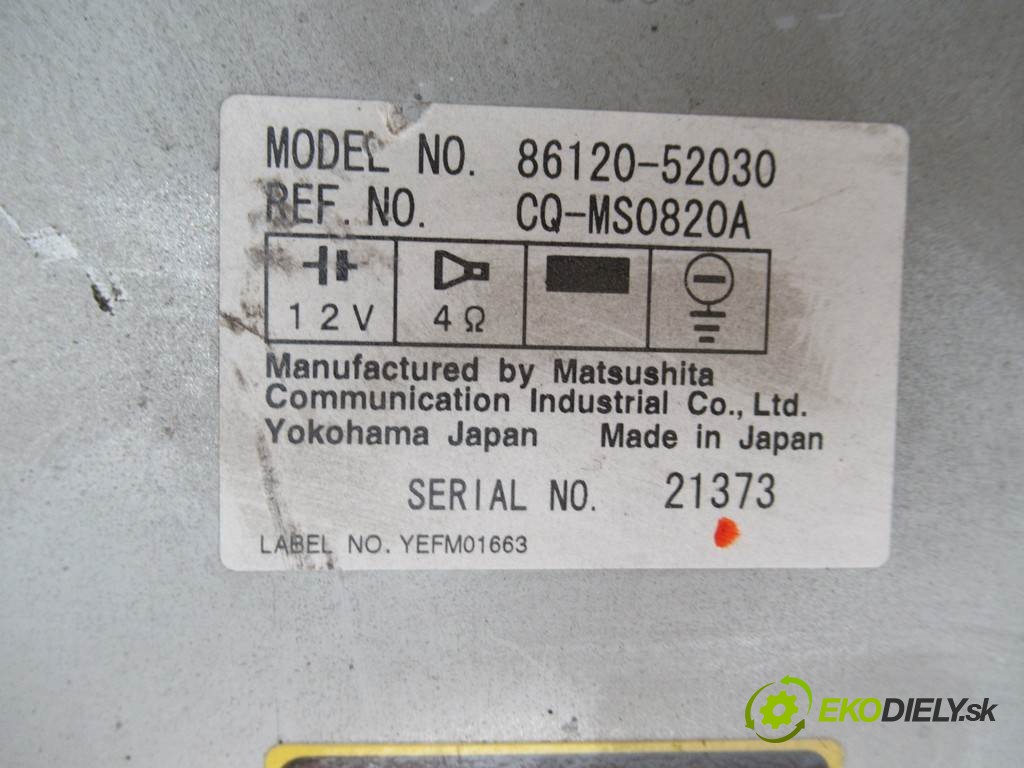 MODEL NO. 86120-52030
REF. NO. CQ-MS0820A
12V 4Ω
Manufactured by Matsushita
Communication Industrial Co., Ltd.
Yokohama Japan Made in Japan
SERIAL NO. 21373
LABEL NO. YEFM01663
EKODIELY.sk